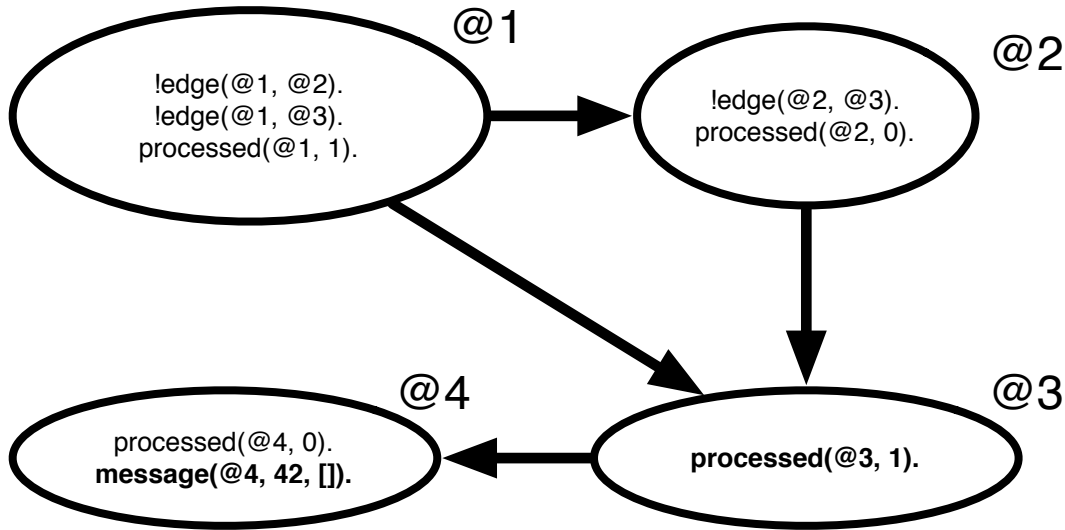 @1
!edge(@1, @2).
!edge(@1, @3).
processed(@1, 1).
@2
!edge(@2, @3).
processed(@2, 0).
@4
processed(@4, 0).
message(@4, 42, []).
@3
processed(@3, 1).